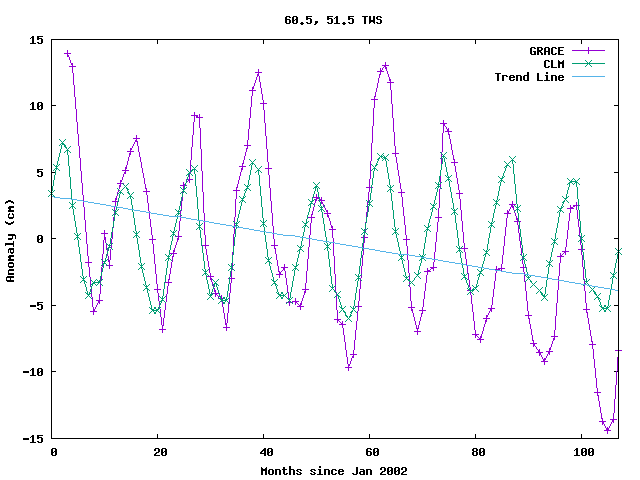 60.5, 51.5 TWS
GRACE
CLM
Trend Line
Anomaly (cm)
15
10
5
0
-5
-10
-15
0 20 40 60 80 100
Months since Jan 2002